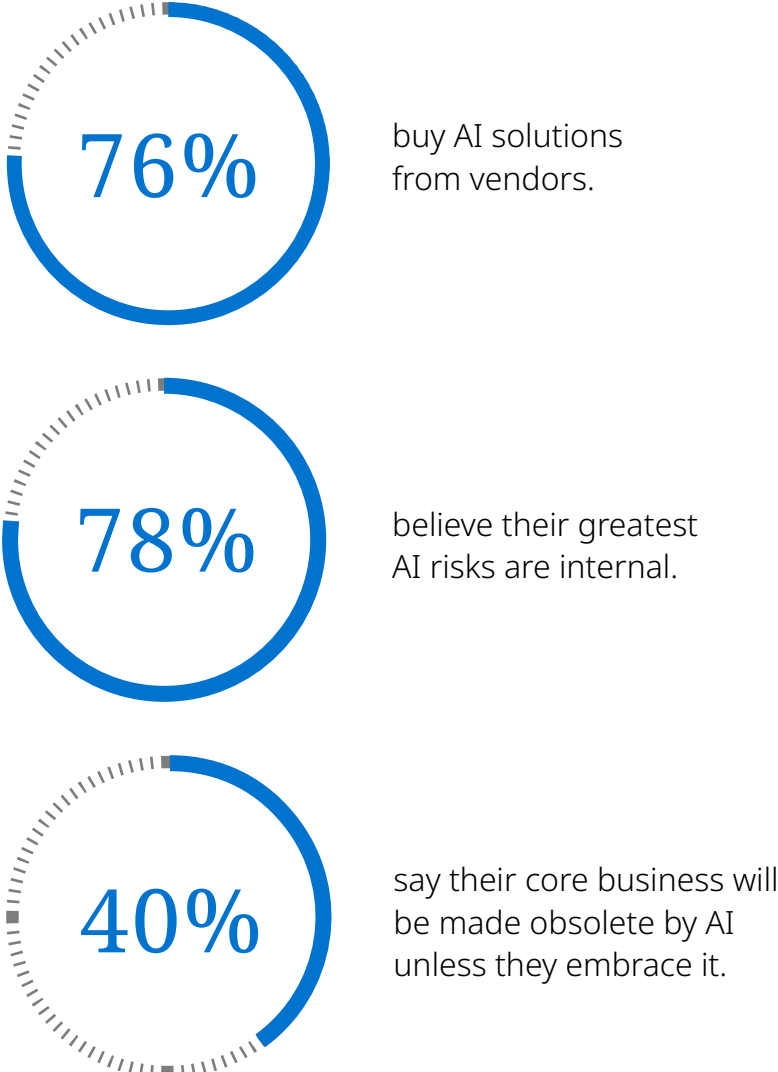 76%
buy AI solutions
from vendors.
78%
believe their greatest
AI risks are internal.
40%
say their core business will
be made obsolete by AI
unless they embrace it.